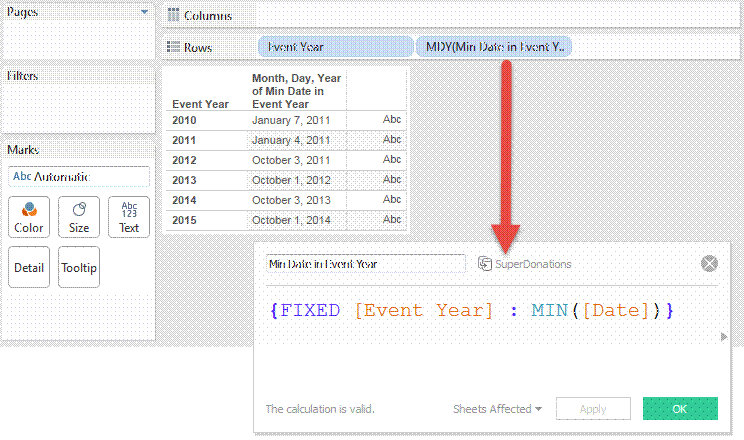 Pages
Columns
Rows
Event Year
MDY(Min Date in Event Y..
Filters
Month, Day, Year
of Min Date in
Event Year
Event Year
2010 January 7, 2011 Abc
2011 January 4, 2011 Abc
2012 October 3, 2011 Abc
2013 October 1, 2012 Abc
2014 October 3, 2013 Abc
2015 October 1, 2014 Abc
Marks
Abc Automatic
Color Size Abc 123 Text
Detail Tooltip
Min Date in Event Year SuperDonations
{FIXED [Event Year] : MIN([Date])}
The calculation is valid. Sheets Affected Apply OK